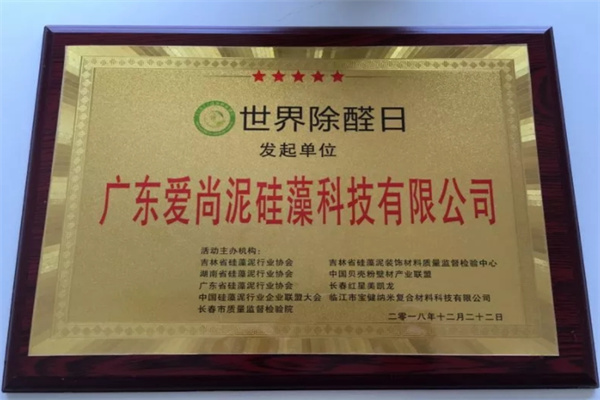 世界除醛日
发起单位
广东爱尚泥硅藻科技有限公司
活动主办机构：
吉林省硅藻泥行业协会 吉林省硅藻泥装饰材料质量监督检验中心
湖南省硅藻泥行业协会 中国贝壳粉壁材产业联盟
广东省硅藻泥行业协会 长春红星美凯龙
中国硅藻泥行业企业联盟大会 临江市宝健纳米复合材料科技有限公司
长春市质量监督检验院
二零一八年十二月二十二日